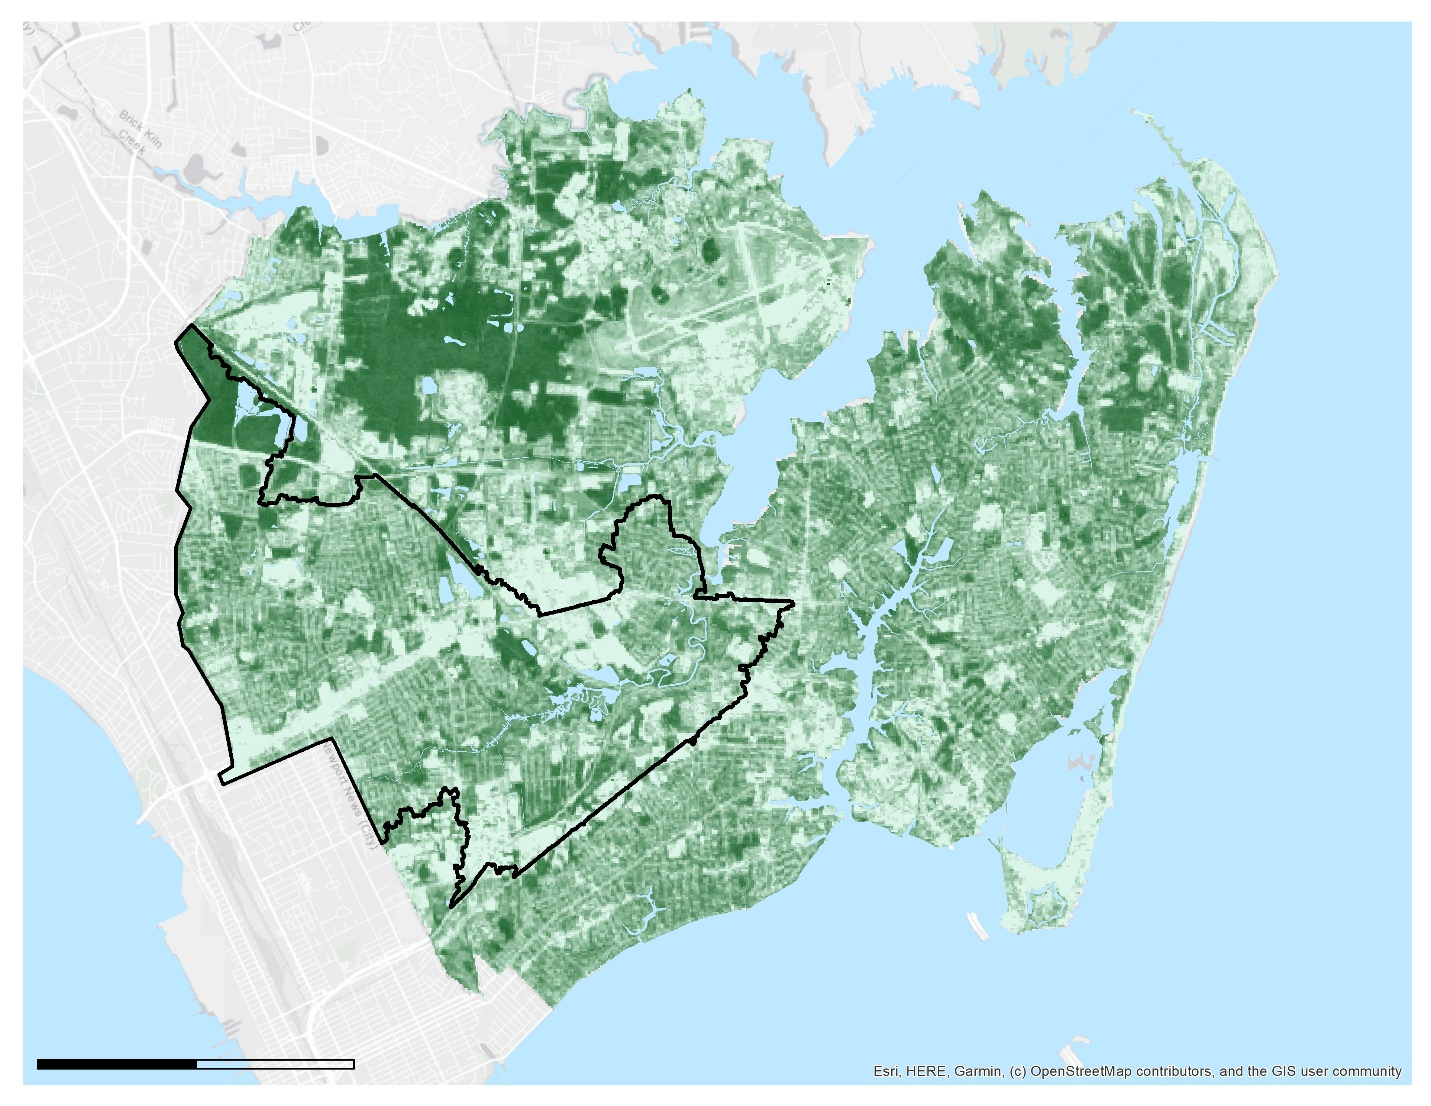 Brick Kiln
Creek
Newport News (City)
Esri, HERE, Garmin, (c) OpenStreetMap contributors, and the GIS user community